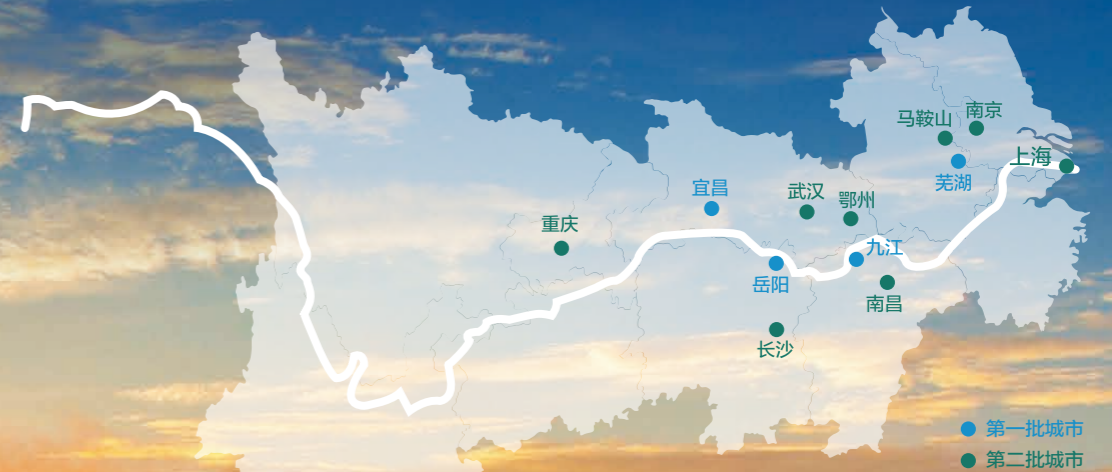 马鞍山
南京
上海
芜湖
宜昌
武汉
鄂州
重庆
九江
岳阳
南昌
长沙
第一批城市
第二批城市